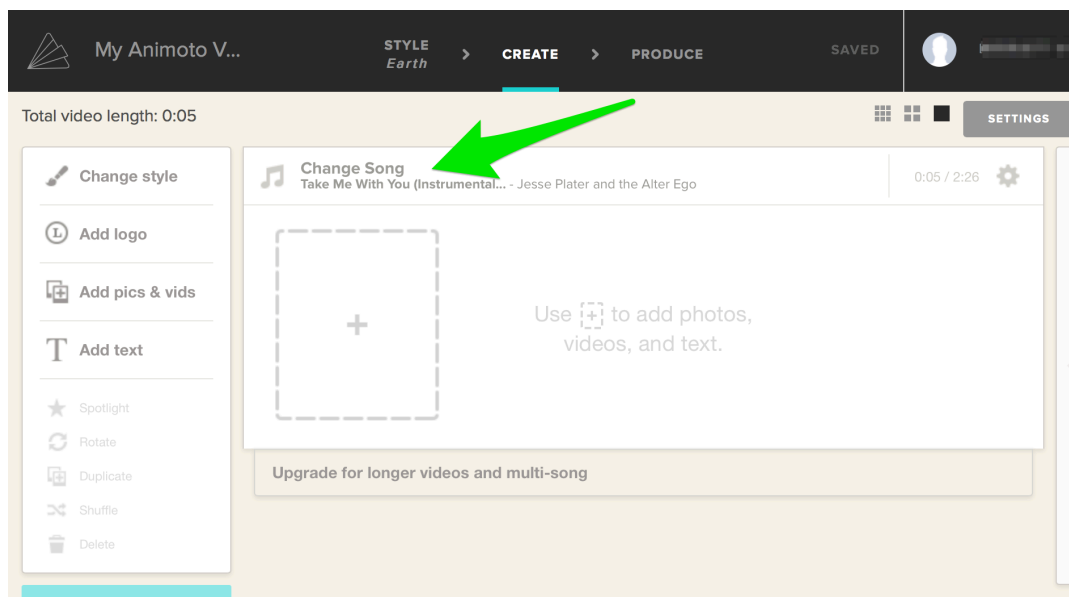 My Animoto V...
STYLE
Earth
CREATE
PRODUCE
SAVED
Total video length: 0:05
SETTINGS
Change style
Add logo
Add pics & vids
Add text
Spotlight
Rotate
Duplicate
Shuffle
Delete
Change Song
Take Me With You (Instrumental... - Jesse Plater and the Alter Ego
0:05 / 2:26
Use + to add photos,
videos, and text.
Upgrade for longer videos and multi-song